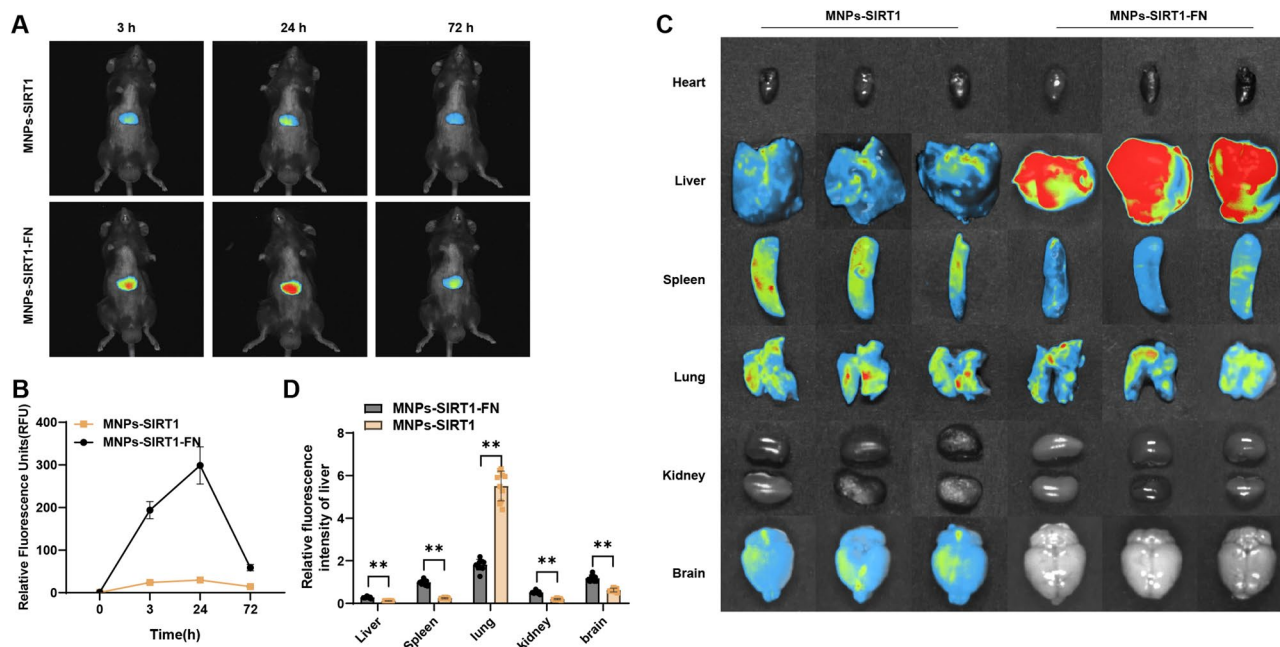 A
3 h 24 h 72 h
MNPs-SIRT1
MNPs-SIRT1-FN
B
MNPs-SIRT1
MNPs-SIRT1-FN
Relative Fluorescence Units(RFU)
400
300
200
100
50
0
0 3 24 72
Time(h)
D
MNPs-SIRT1-FN
MNPs-SIRT1
Relative fluorescence
intensity of liver
8
6
4
2
0
** ** ** ** **
Liver Spleen lung kidney brain
C
MNPs-SIRT1 MNPs-SIRT1-FN
Heart
Liver
Spleen
Lung
Kidney
Brain